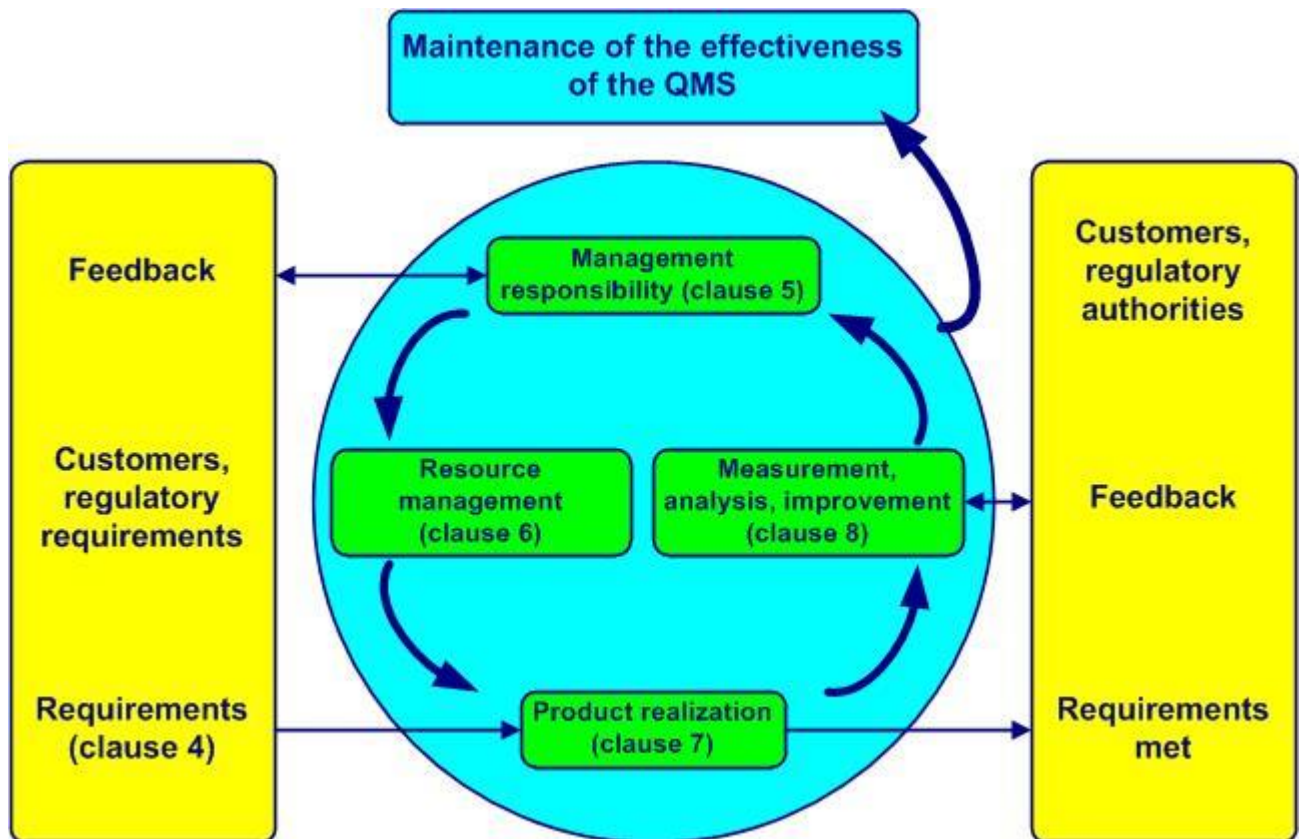 Maintenance of the effectiveness
of the QMS
Feedback
Customers,
regulatory
requirements
Requirements
(clause 4)
Management
responsibility (clause 5)
Resource
management
(clause 6)
Measurement,
analysis, improvement
(clause 8)
Product realization
(clause 7)
Customers,
regulatory
authorities
Feedback
Requirements
met